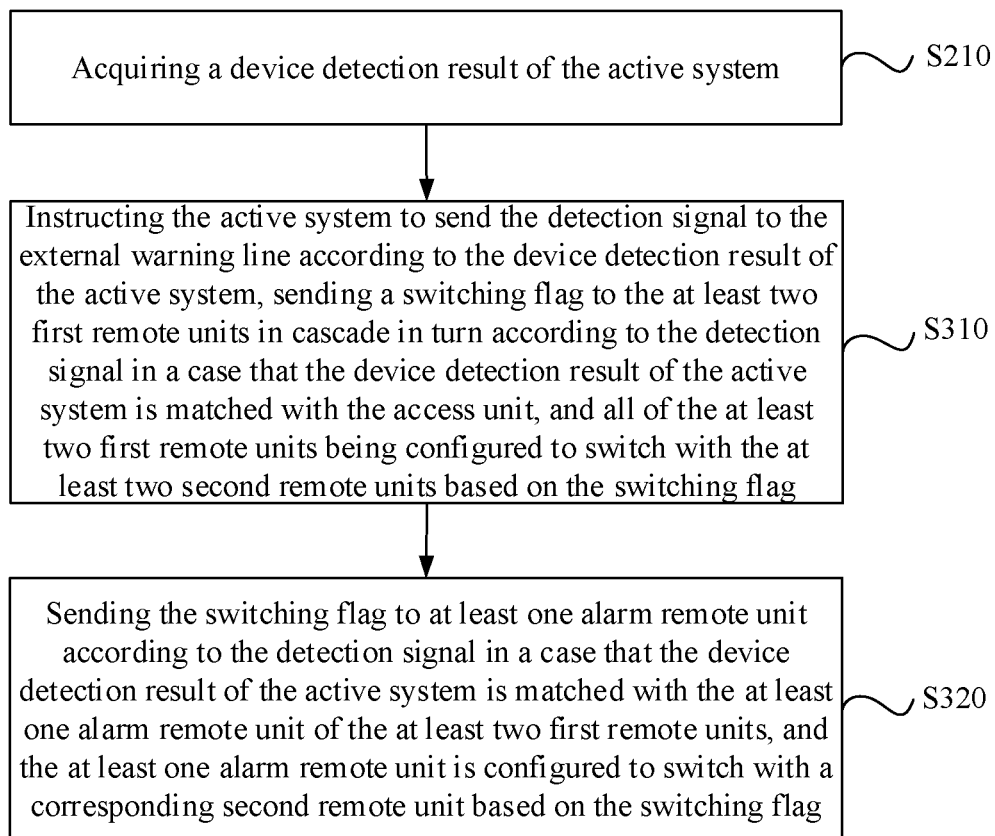 Acquiring a device detection result of the active system
S210
Instructing the active system to send the detection signal to the
external warning line according to the device detection result of
the active system, sending a switching flag to the at least two
first remote units in cascade in turn according to the detection
signal in a case that the device detection result of the active
system is matched with the access unit, and all of the at least
two first remote units being configured to switch with the at
least two second remote units based on the switching flag
S310
Sending the switching flag to at least one alarm remote unit
according to the detection signal in a case that the device
detection result of the active system is matched with the at least
one alarm remote unit of the at least two first remote units, and
the at least one alarm remote unit is configured to switch with a
corresponding second remote unit based on the switching flag
S320